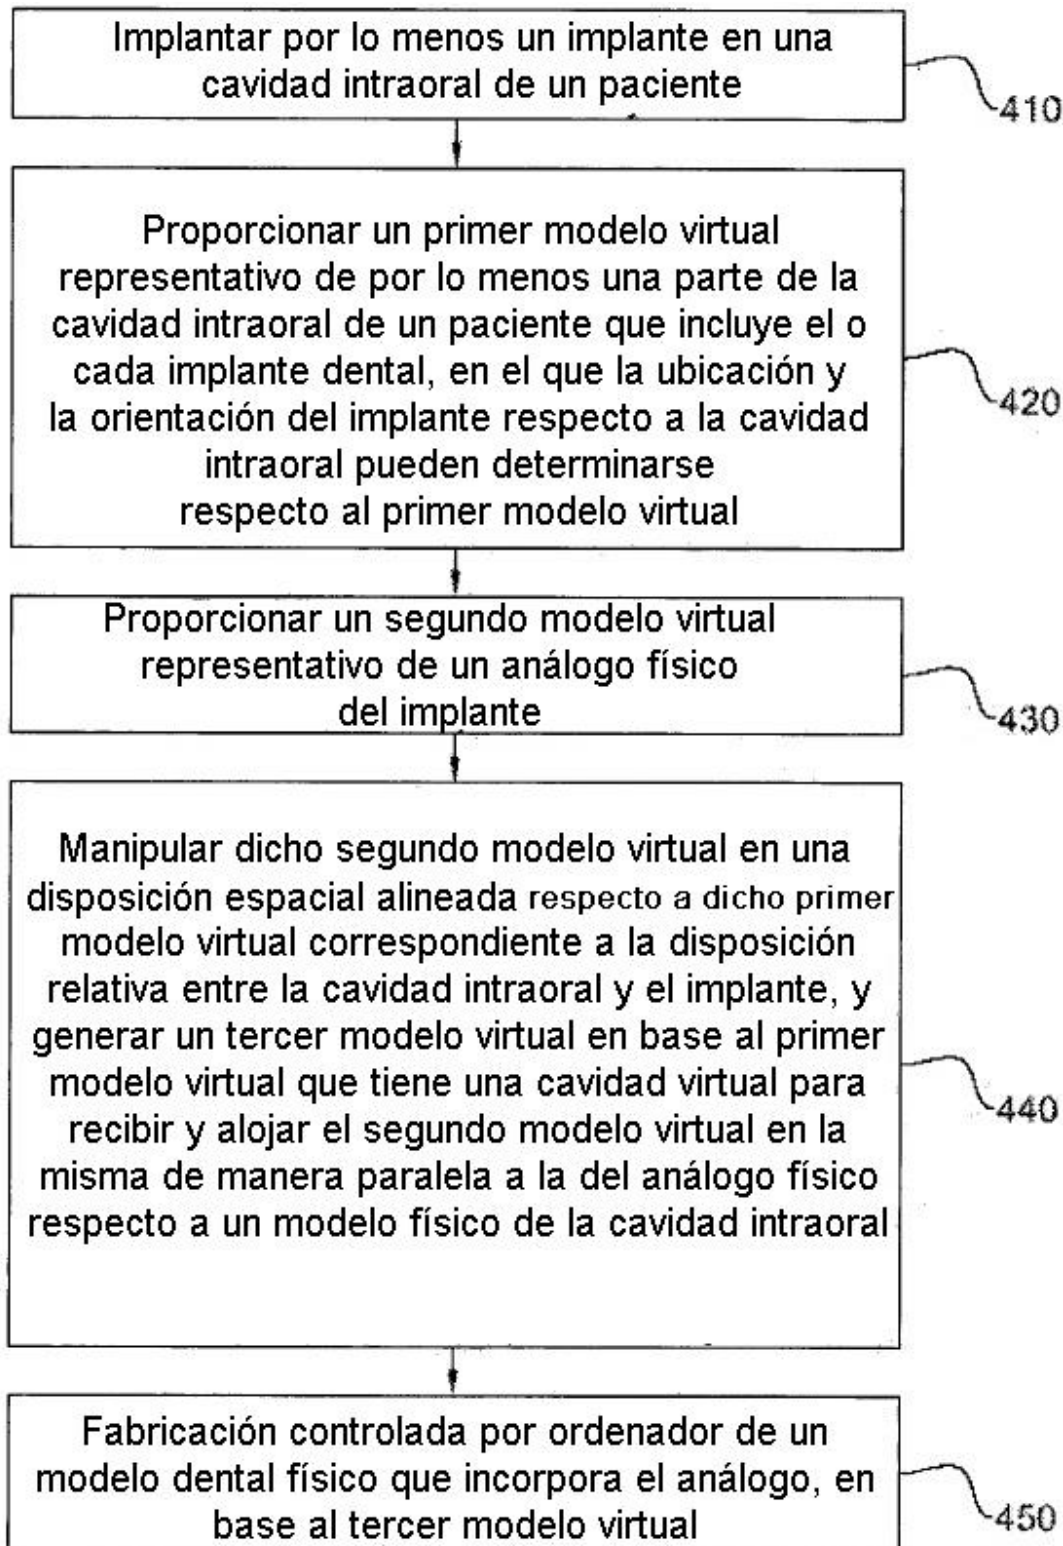 Implantar por lo menos un implante en una
cavidad intraoral de un paciente
410
Proporcionar un primer modelo virtual
representativo de por lo menos una parte de la
cavidad intraoral de un paciente que incluye el o
cada implante dental, en el que la ubicación y
la orientación del implante respecto a la cavidad
intraoral pueden determinarse
respecto al primer modelo virtual
420
Proporcionar un segundo modelo virtual
representativo de un análogo físico
del implante
430
Manipular dicho segundo modelo virtual en una
disposición espacial alineada respecto a dicho primer
modelo virtual correspondiente a la disposición
relativa entre la cavidad intraoral y el implante, y
generar un tercer modelo virtual en base al primer
modelo virtual que tiene una cavidad virtual para
recibir y alojar el segundo modelo virtual en la
misma de manera paralela a la del análogo físico
respecto a un modelo físico de la cavidad intraoral
440
Fabricación controlada por ordenador de un
modelo dental físico que incorpora el análogo, en
base al tercer modelo virtual
450